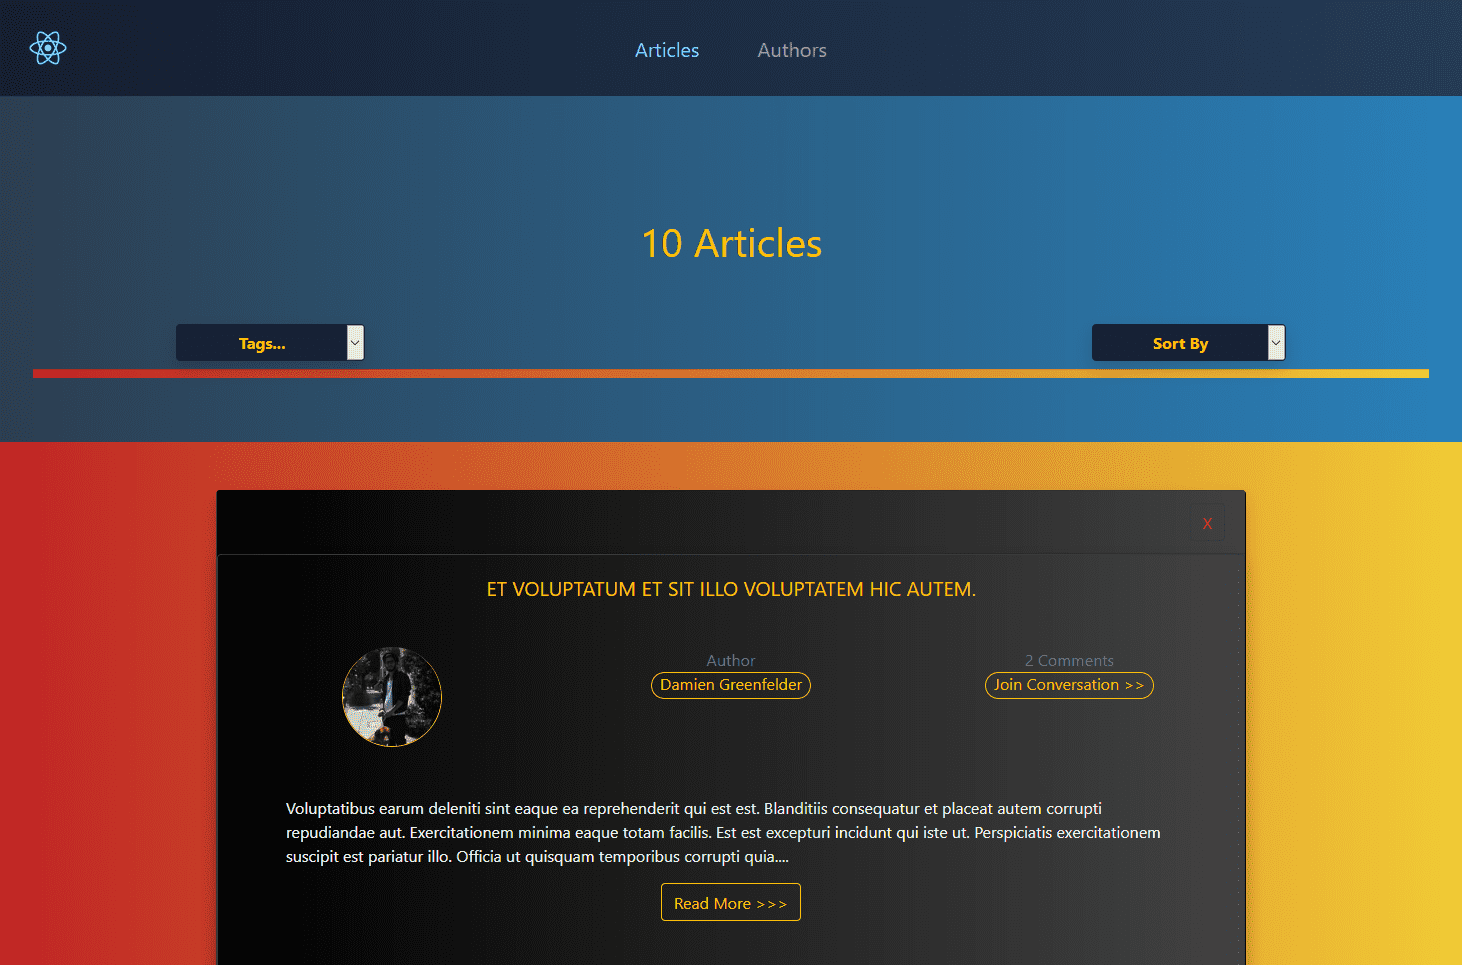 Articles
Authors
10 Articles
Tags...
Sort By
X
ET VOLUPTATUM ET SIT ILLO VOLUPTATEM HIC AUTEM.
Author
Damien Greenfelder
2 Comments
Join Conversation >>
Voluptatibus earum deleniti sint eaque ea reprehenderit qui est est. Blanditiis consequatur et placeat autem corrupti
repudiandae aut. Exercitationem minima eaque totam facilis. Est est excepturi incidunt qui iste ut. Perspiciatis exercitationem
suscipit est pariatur illo. Officia ut quisquam temporibus corrupti quia....
Read More >>>